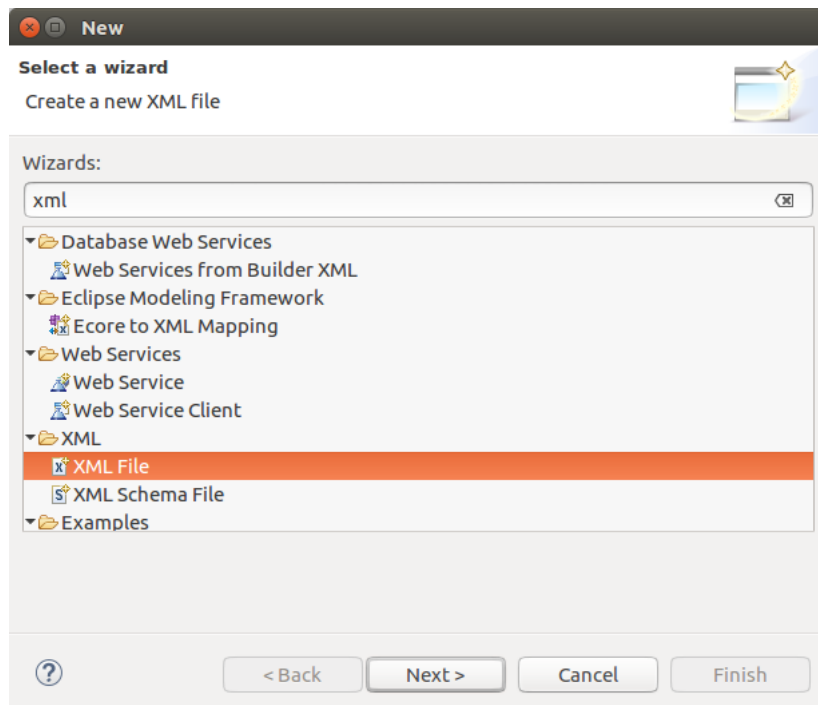 New
Select a wizard
Create a new XML file
Wizards:
xml
Database Web Services
Web Services from Builder XML
Eclipse Modeling Framework
Ecore to XML Mapping
Web Services
Web Service
Web Service Client
XML
XML File
XML Schema File
Examples
? < Back Next > Cancel Finish